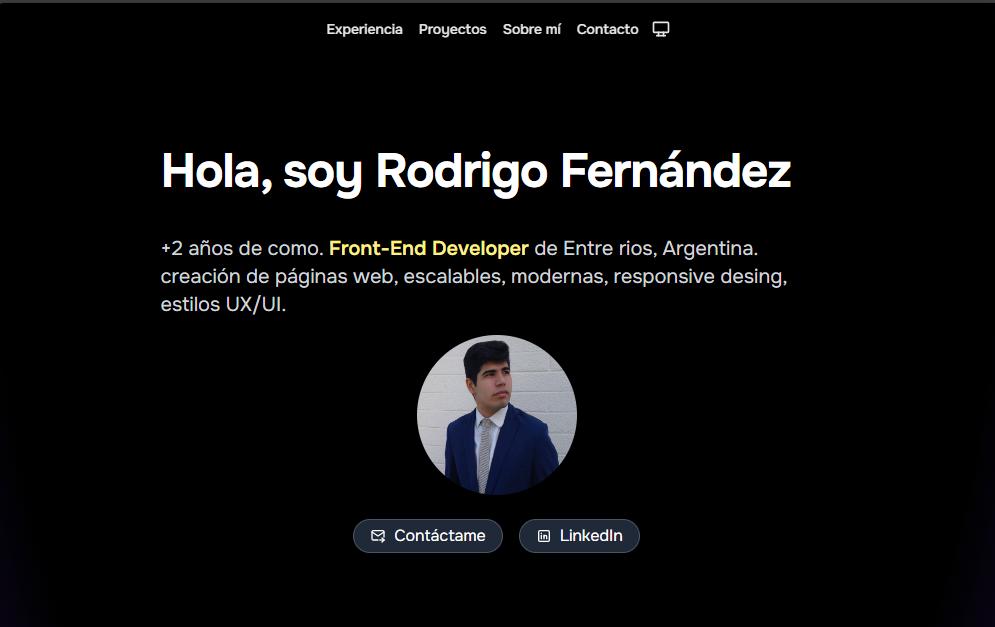 Experiencia Proyectos Sobre mí Contacto
Hola, soy Rodrigo Fernández
+2 años de como. Front-End Developer de Entre rios, Argentina.
creación de páginas web, escalables, modernas, responsive desing,
estilos UX/UI.
Contáctame LinkedIn